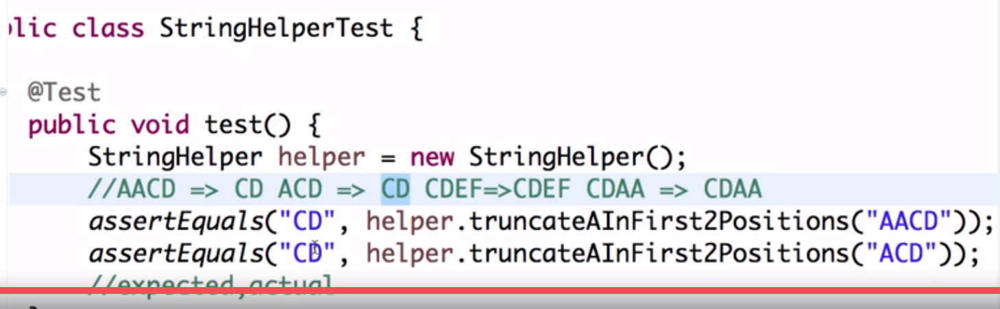 lic class StringHelperTest {
@Test
public void test() {
StringHelper helper = new StringHelper();
//AACD => CD ACD => CD CDEF=>CDEF CDAA => CDAA
assertEquals("CD", helper.truncateAInFirst2Positions("AACD"));
assertEquals("CD", helper.truncateAInFirst2Positions("ACD"));
//expected,actual